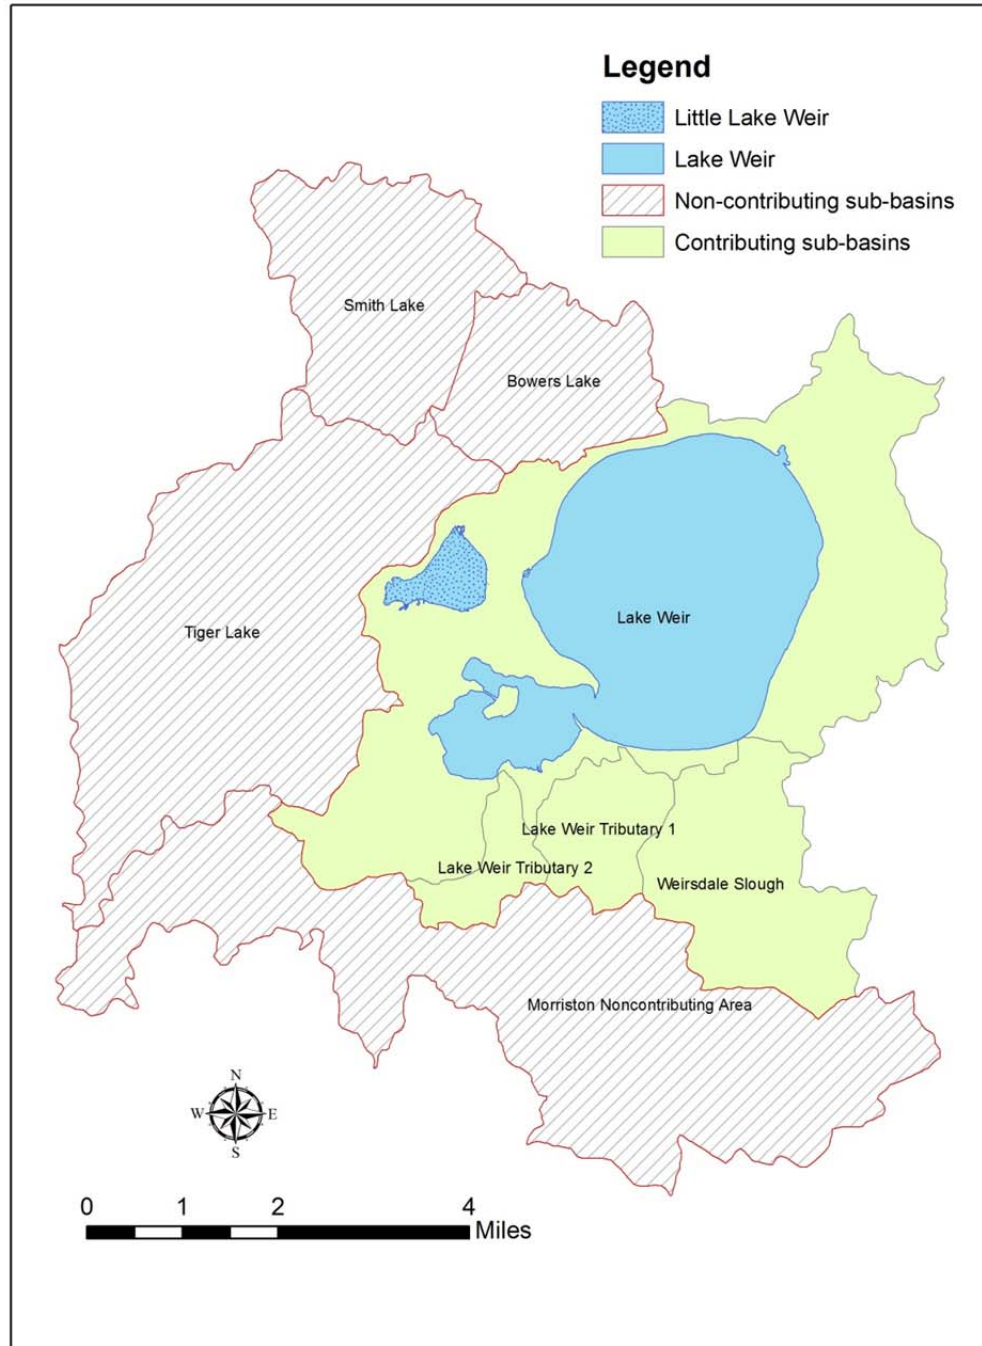 Legend
Little Lake Weir
Lake Weir
Non-contributing sub-basins
Contributing sub-basins
Smith Lake
Bowers Lake
Lake Weir
Tiger Lake
Lake Weir Tributary 1
Lake Weir Tributary 2
Weirsdale Slough
Morriston Noncontributing Area
N
W E
S
0 1 2 4
Miles